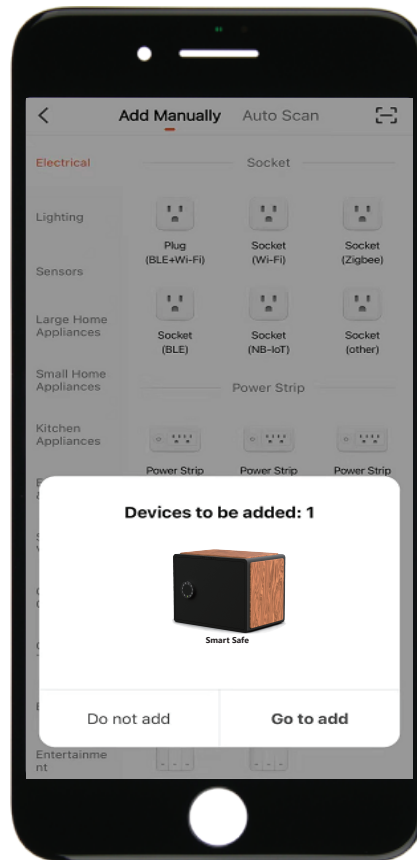 Add Manually Auto Scan
Electrical
Lighting
Sensors
Large Home
Appliances
Small Home
Appliances
Kitchen
Appliances
Entertainme
nt
Socket
Plug
(BLE+Wi-Fi)
Socket
(Wi-Fi)
Socket
(Zigbee)
Socket
(BLE)
Socket
(NB-IoT)
Socket
(other)
Power Strip
Power Strip
Power Strip
Power Strip
Devices to be added: 1
Smart Safe
Do not add
Go to add